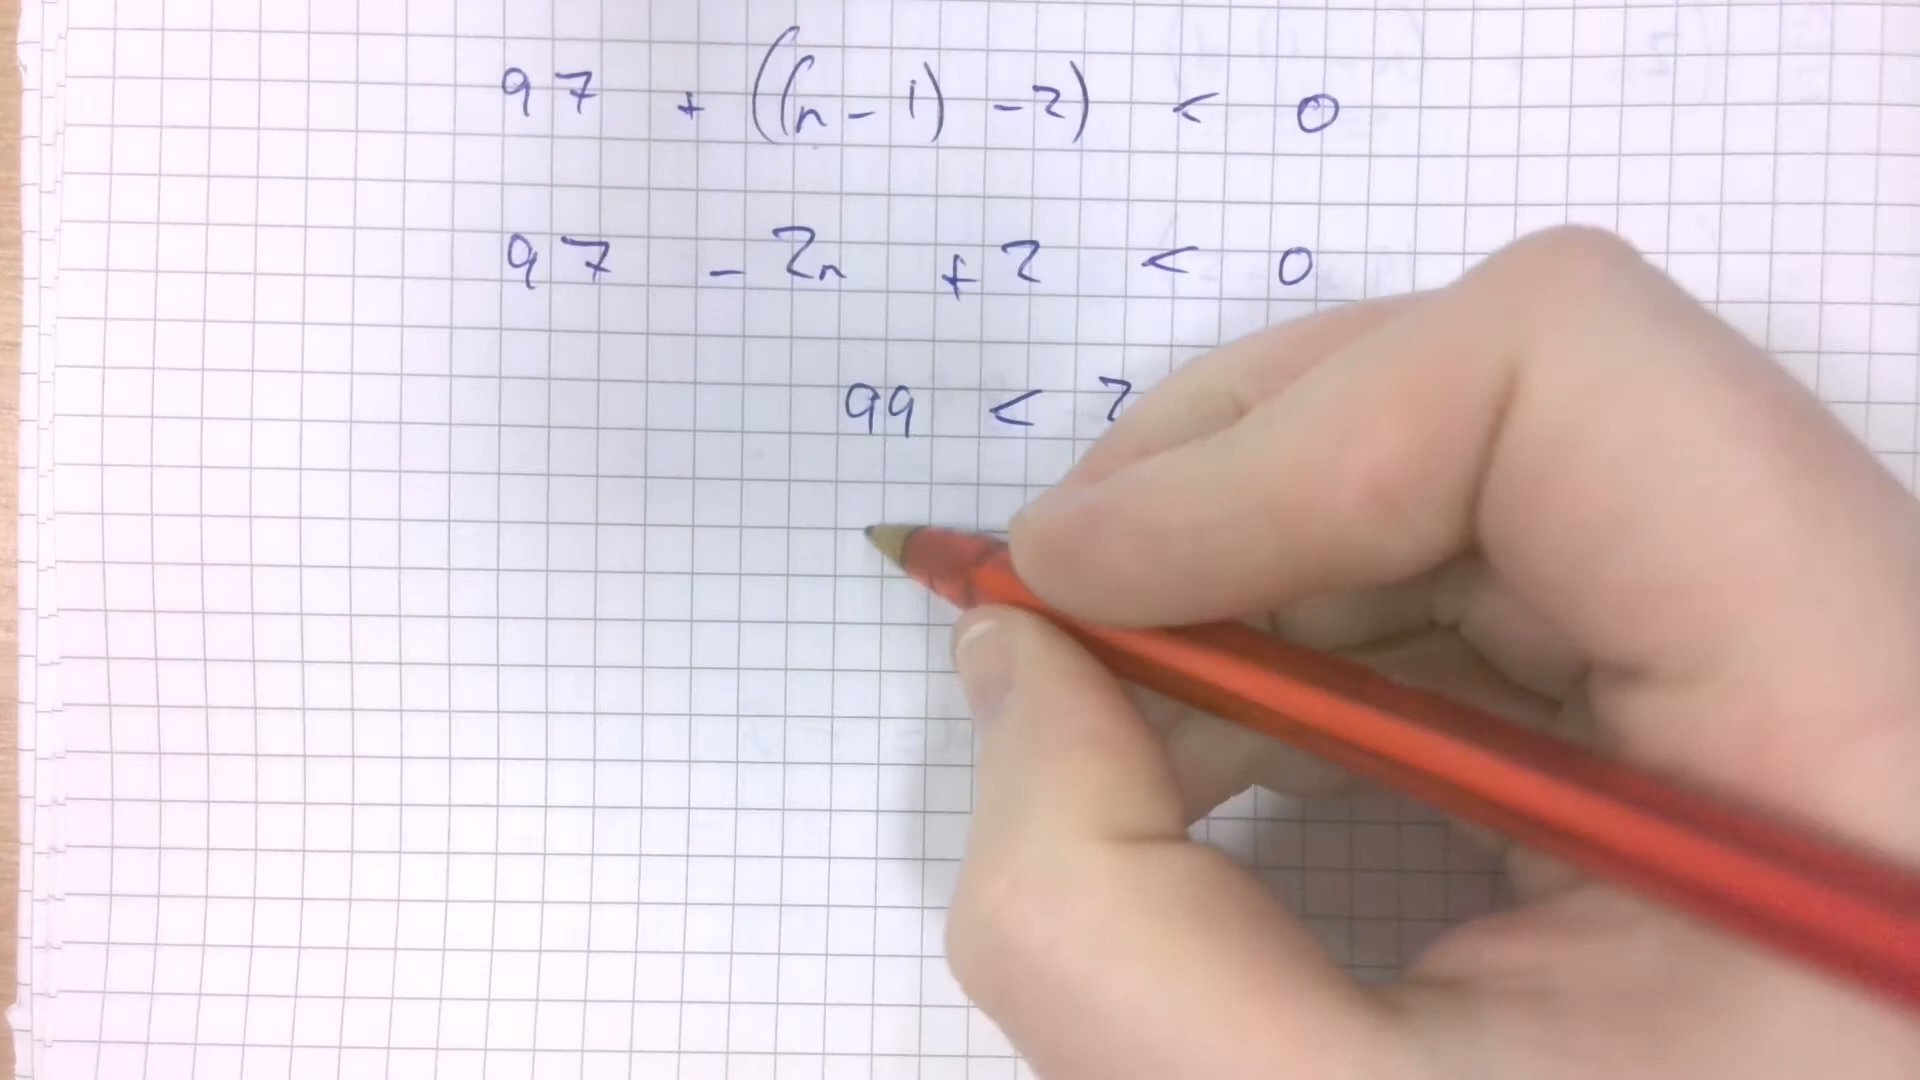 97 + ((n - 1) - 2) < 0
97 - 2n + 2 < 0
99 < 2